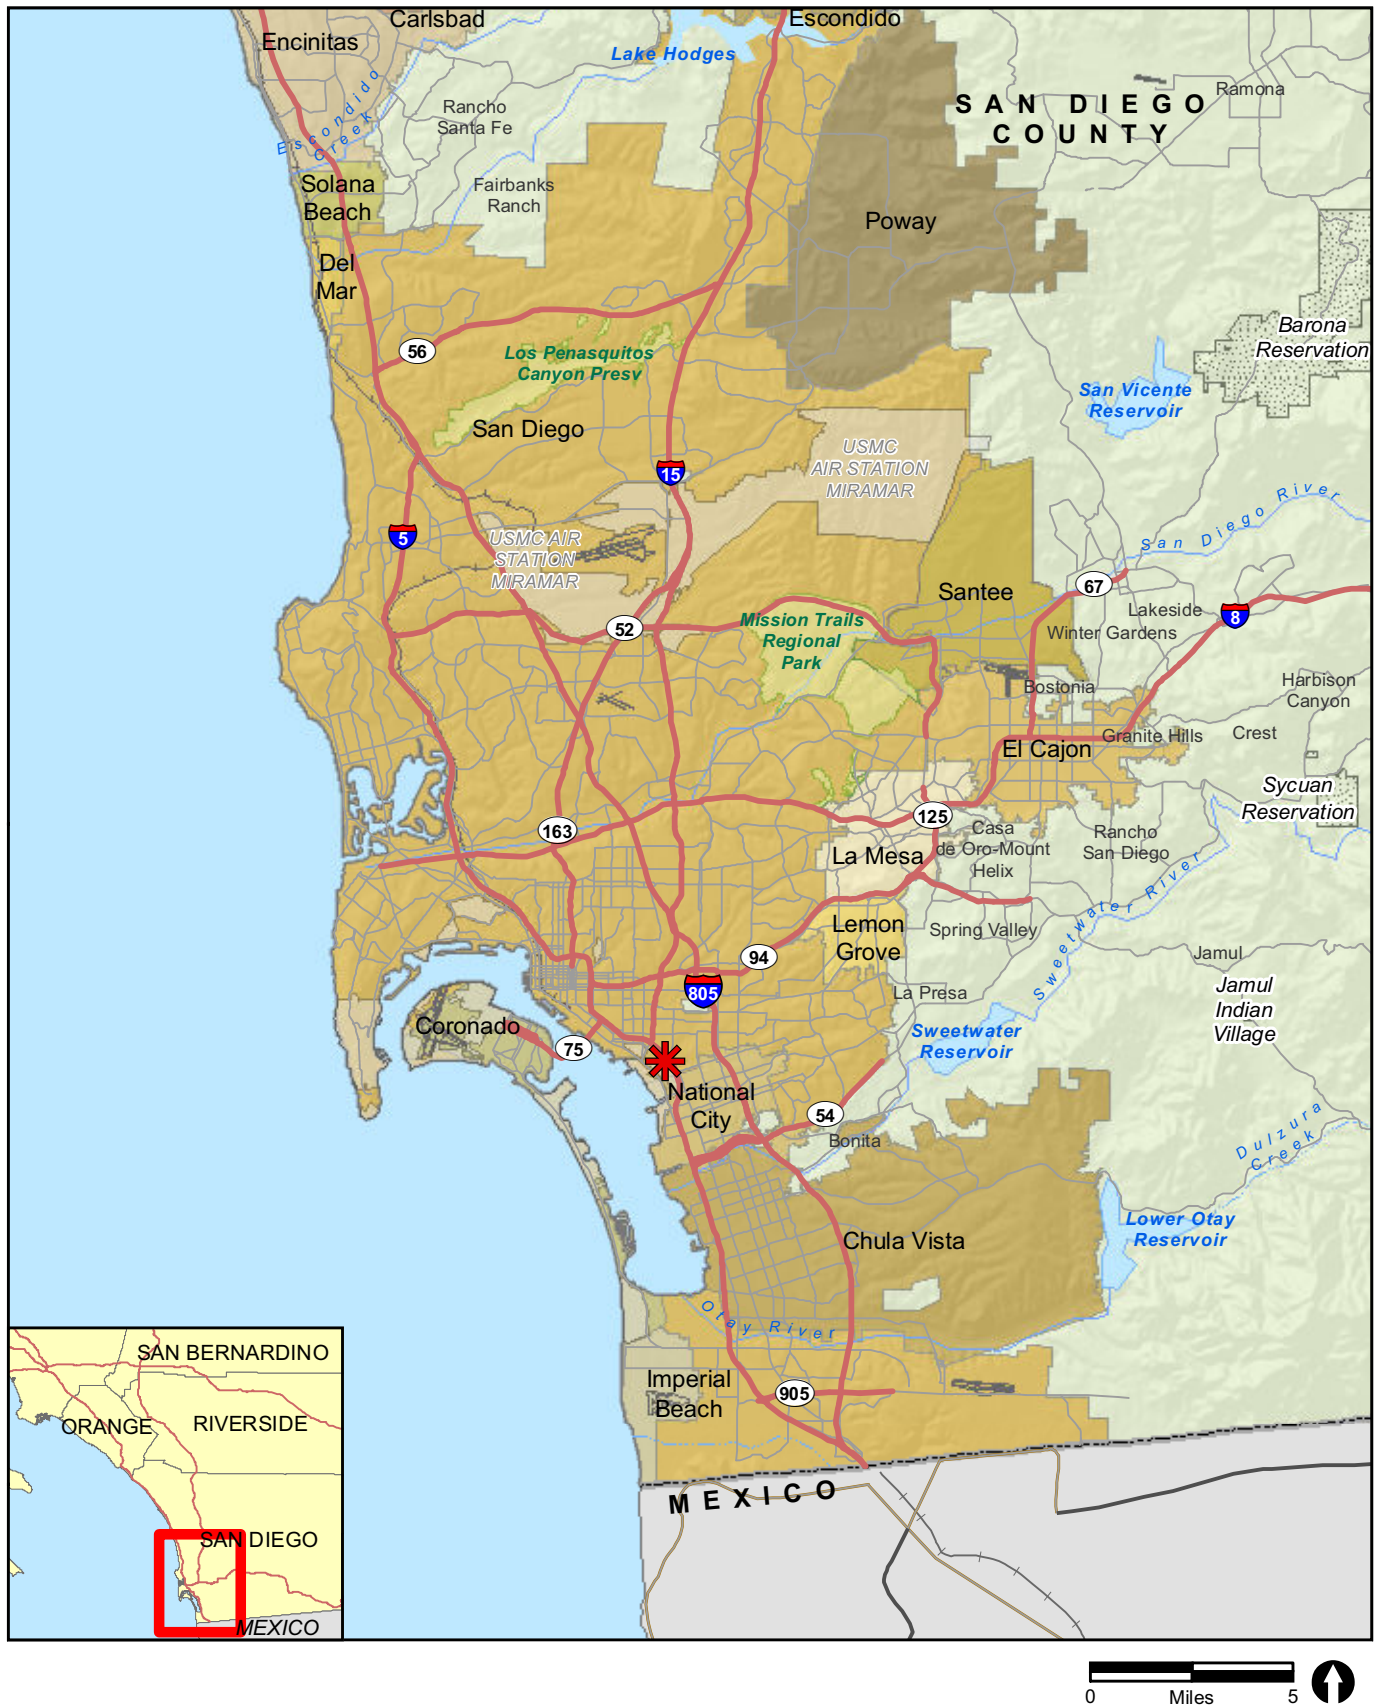 Carlsbad
Escondido
Encinitas
Lake Hodges
Ramona
SAN DIEGO
COUNTY
Rancho
Santa Fe
Escondido
Creek
Solana
Beach
Fairbanks
Ranch
Poway
Del
Mar
Barona
Reservation
56
Los Penasquitos
Canyon Presv
San Vicente
Reservoir
San Diego
USMC
AIR STATION
MIRAMAR
15
San Diego River
5
USMC AIR
STATION
MIRAMAR
Santee
67
Lakeside
8
52
Mission Trails
Regional
Park
Winter Gardens
Bostonia
Harbison
Canyon
El Cajon
Granite Hills
Crest
Sycuan
Reservation
163
125
La Mesa
Casa
de Oro-Mount
Helix
Rancho
San Diego
Sweetwater River
Lemon
Grove
Spring Valley
94
Jamul
805
La Presa
Jamul
Indian
Village
Coronado
75
Sweetwater
Reservoir
National
City
54
Bonita
Dulzura
Creek
Chula Vista
Lower Otay
Reservoir
Otay River
Imperial
Beach
905
MEXICO
SAN BERNARDINO
ORANGE
RIVERSIDE
SAN DIEGO
MEXICO
0 Miles 5